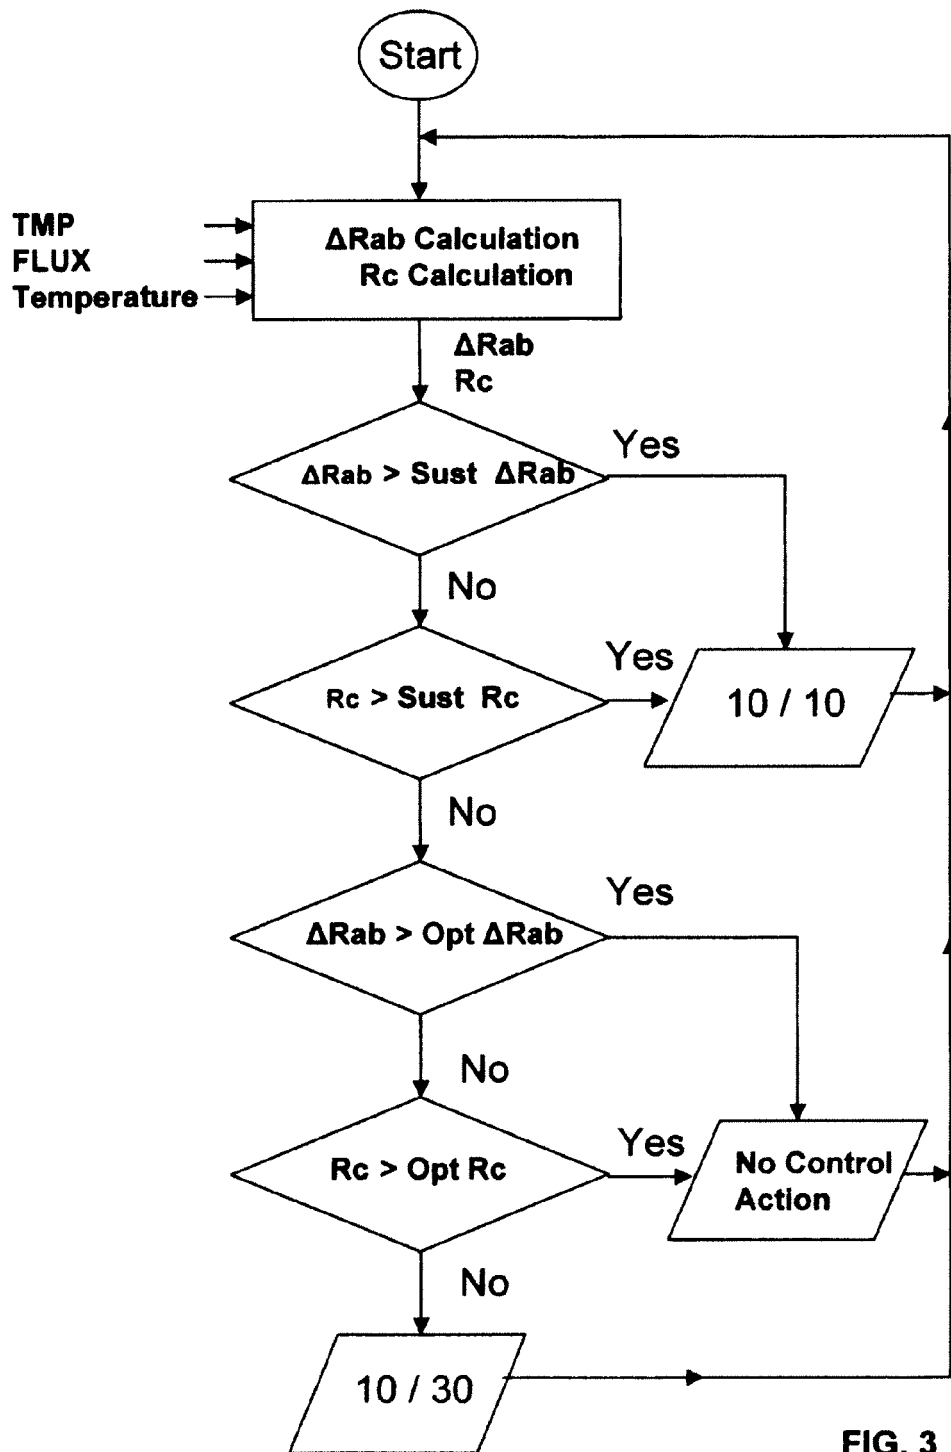 Start
TMP
FLUX
Temperature
ΔRab Calculation
Rc Calculation
ΔRab
Rc
ΔRab > Sust ΔRab
Yes
No
Rc > Sust Rc
Yes
10 / 10
No
ΔRab > Opt ΔRab
Yes
No
Rc > Opt Rc
Yes
No Control
Action
No
10 / 30
FIG. 3